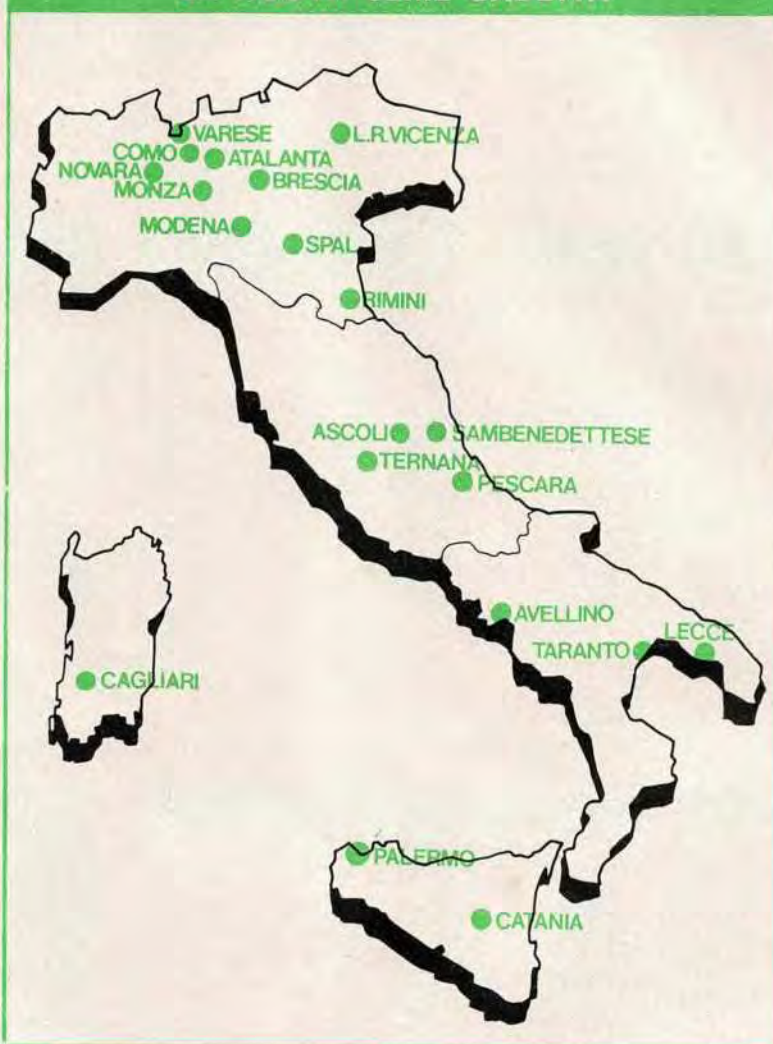 VARESE
L.R.VICENZA
COMO
ATALANTA
NOVARA
BRESCIA
MONZA
MODENA
SPAL
RIMINI
ASCOLI
SAMBENEDETTESE
TERNANA
PESCARA
AVELLINO
LECCE
TARANTO
CAGLIARI
PALERMO
CATANIA